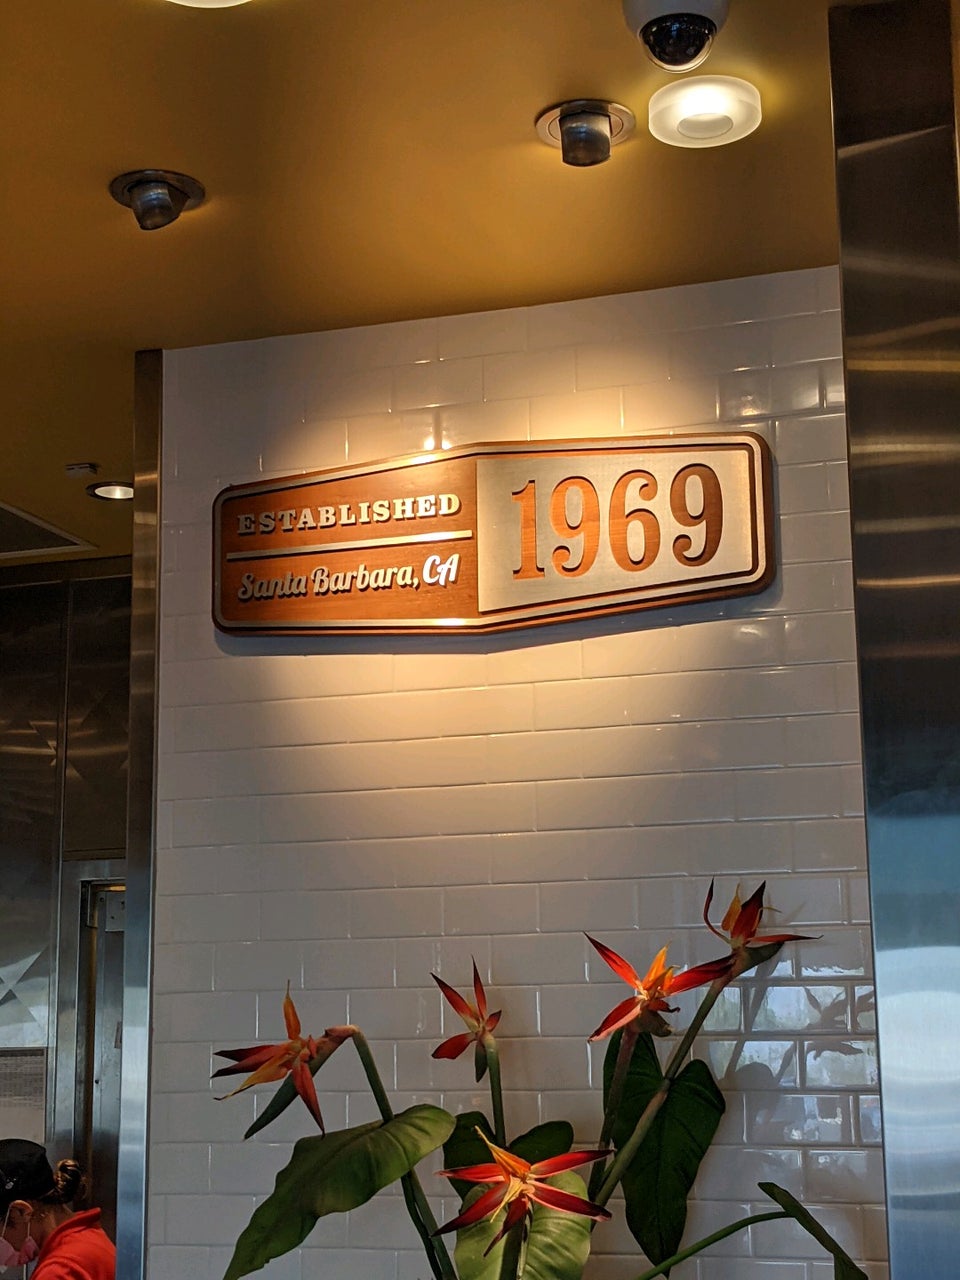 ESTABLISHED
Santa Barbara, CA
1969